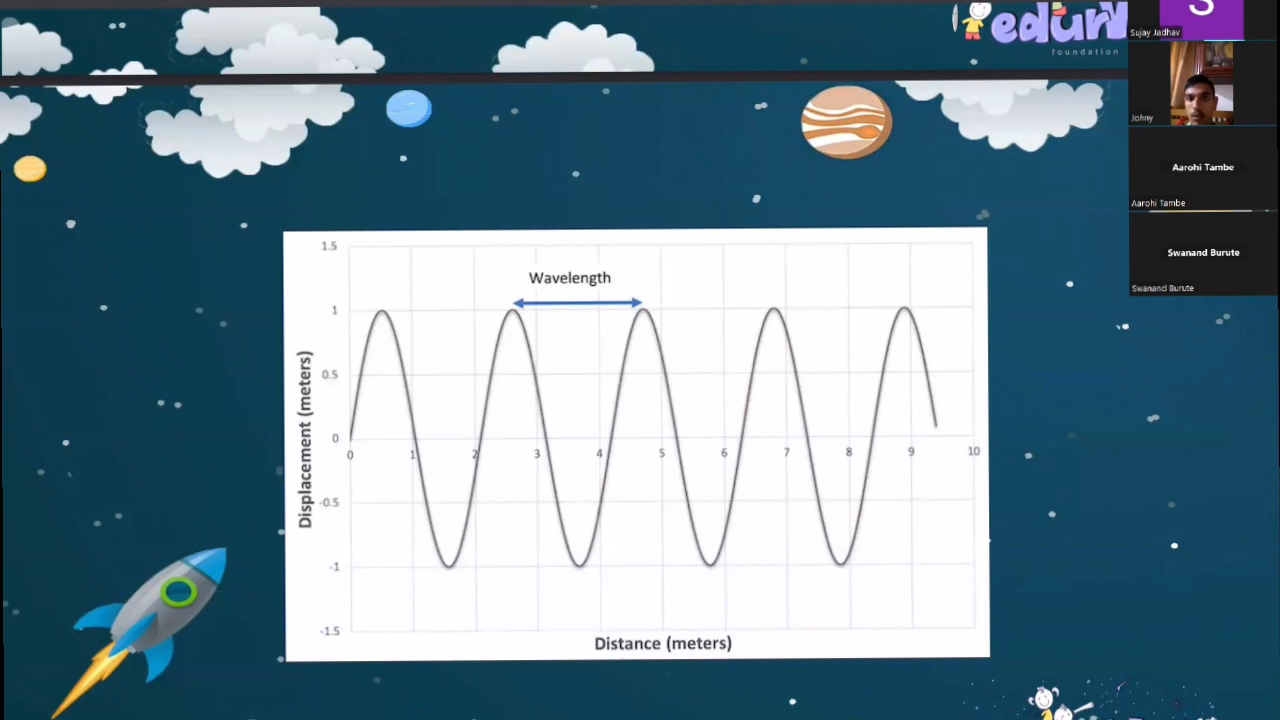 foundation
S
Sujay Jadhav
Johny
Aarohi Tambe
Aarohi Tambe
Swanand Burute
Swanand Burute
Wavelength
1.5
1
0.5
0
-0.5
-1
-1.5
0 1 2 3 4 5 6 7 8 9 10
Displacement (meters)
Distance (meters)